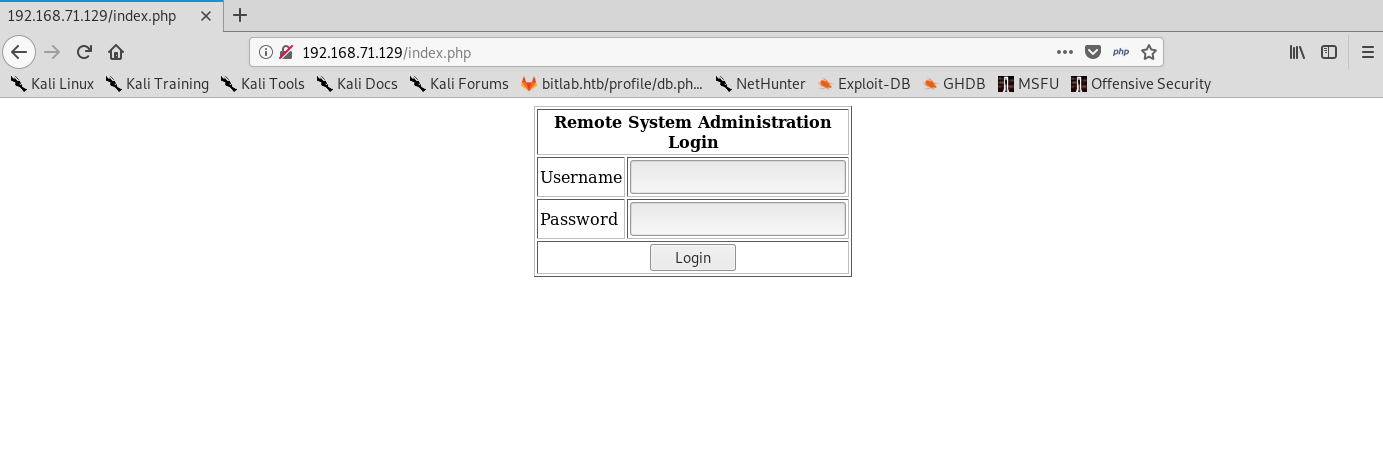 192.168.71.129/index.php
192.168.71.129/index.php php
Kali Linux Kali Training Kali Tools Kali Docs Kali Forums bitlab.htb/profile/db.ph... NetHunter Exploit-DB GHDB MSFU Offensive Security
Remote System Administration
Login
Username
Password
Login